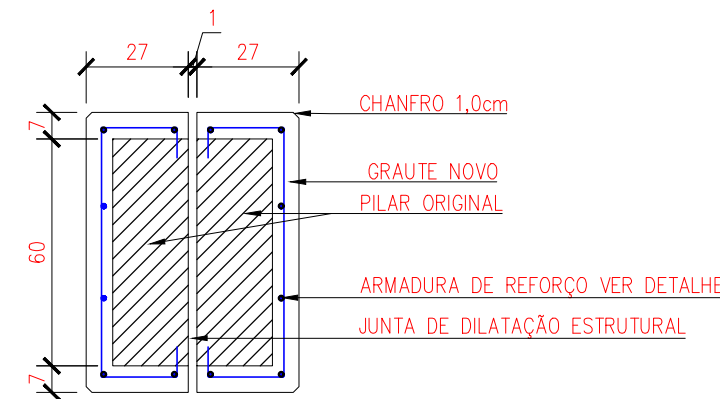 1
27
27
CHANFRO 1,0cm
7
GRAUTE NOVO
PILAR ORIGINAL
60
ARMADURA DE REFORÇO VER DETALHE
JUNTA DE DILATAÇÃO ESTRUTURAL
7